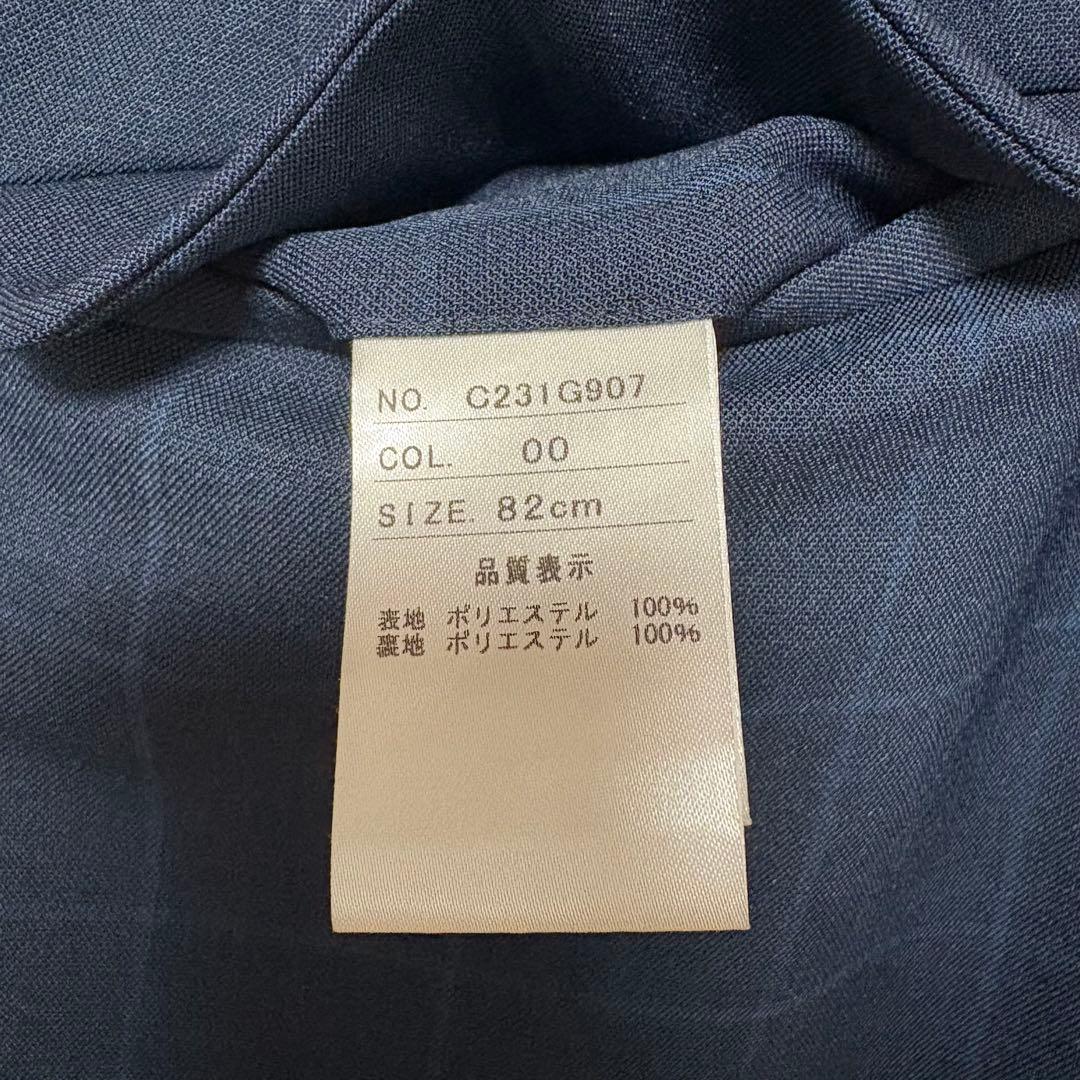 NO. C231G907
COL. 00
SIZE. 82cm
品質表示
表地 ポリエステル 100%
裏地 ポリエステル 100%